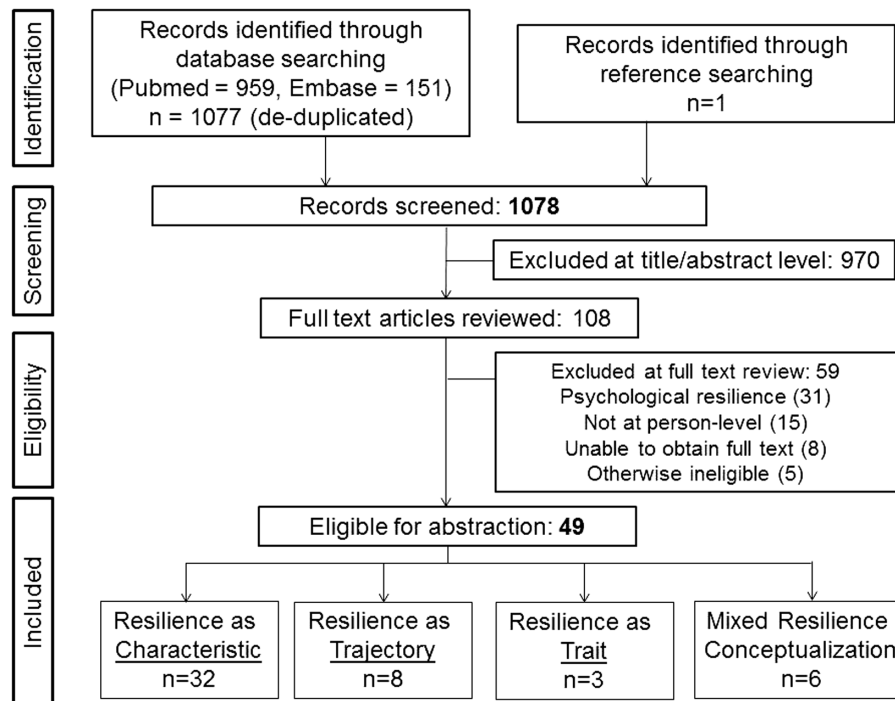 Identification
Records identified through
database searching
(Pubmed = 959, Embase = 151)
n = 1077 (de-duplicated)
Records identified through
reference searching
n=1
Screening
Records screened: 1078
Excluded at title/abstract level: 970
Full text articles reviewed: 108
Eligibility
Excluded at full text review: 59
Psychological resilience (31)
Not at person-level (15)
Unable to obtain full text (8)
Otherwise ineligible (5)
Included
Eligible for abstraction: 49
Resilience as
Characteristic
n=32
Resilience as
Trajectory
n=8
Resilience as
Trait
n=3
Mixed Resilience
Conceptualization
n=6